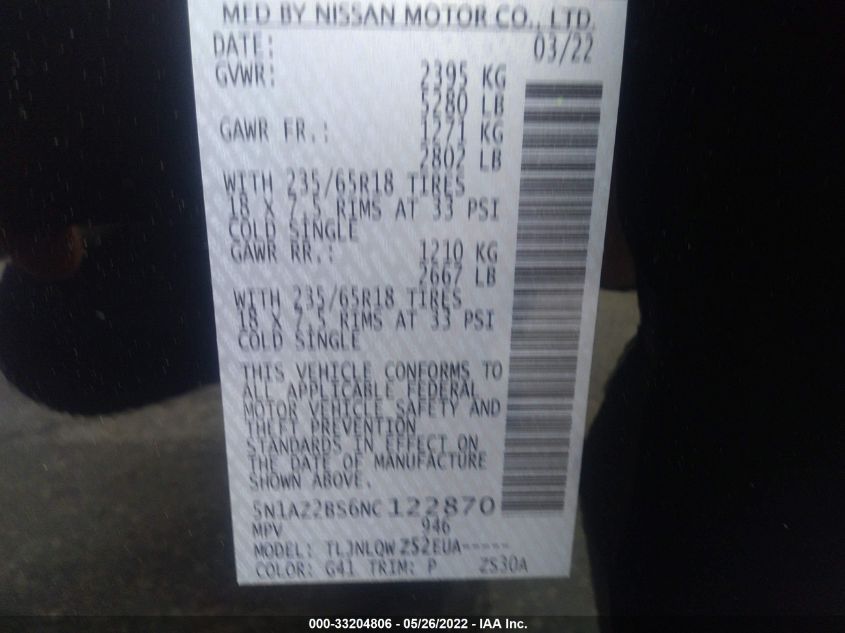 MFD BY NISSAN MOTOR CO., LTD.
DATE: 03/22
GVWR: 2395 KG
5280 LB
GAWR FR.: 1271 KG
2802 LB
WITH 235/65R18 TIRES
18 X 7.5 RIMS AT 33 PSI
COLD SINGLE
GAWR RR.: 1210 KG
2667 LB
WITH 235/65R18 TIRES
18 X 7.5 RIMS AT 33 PSI
COLD SINGLE
THIS VEHICLE CONFORMS TO
ALL APPLICABLE FEDERAL
MOTOR VEHICLE SAFETY AND
THEFT PREVENTION
STANDARDS IN EFFECT ON
THE DATE OF MANUFACTURE
SHOWN ABOVE.
5N1AZ2BS6NC122870
MPV 946
MODEL: TLJNLQWZS2EUA-----
COLOR: G41 TRIM: P ZS30A
000-33204806 - 05/26/2022 - IAA Inc.